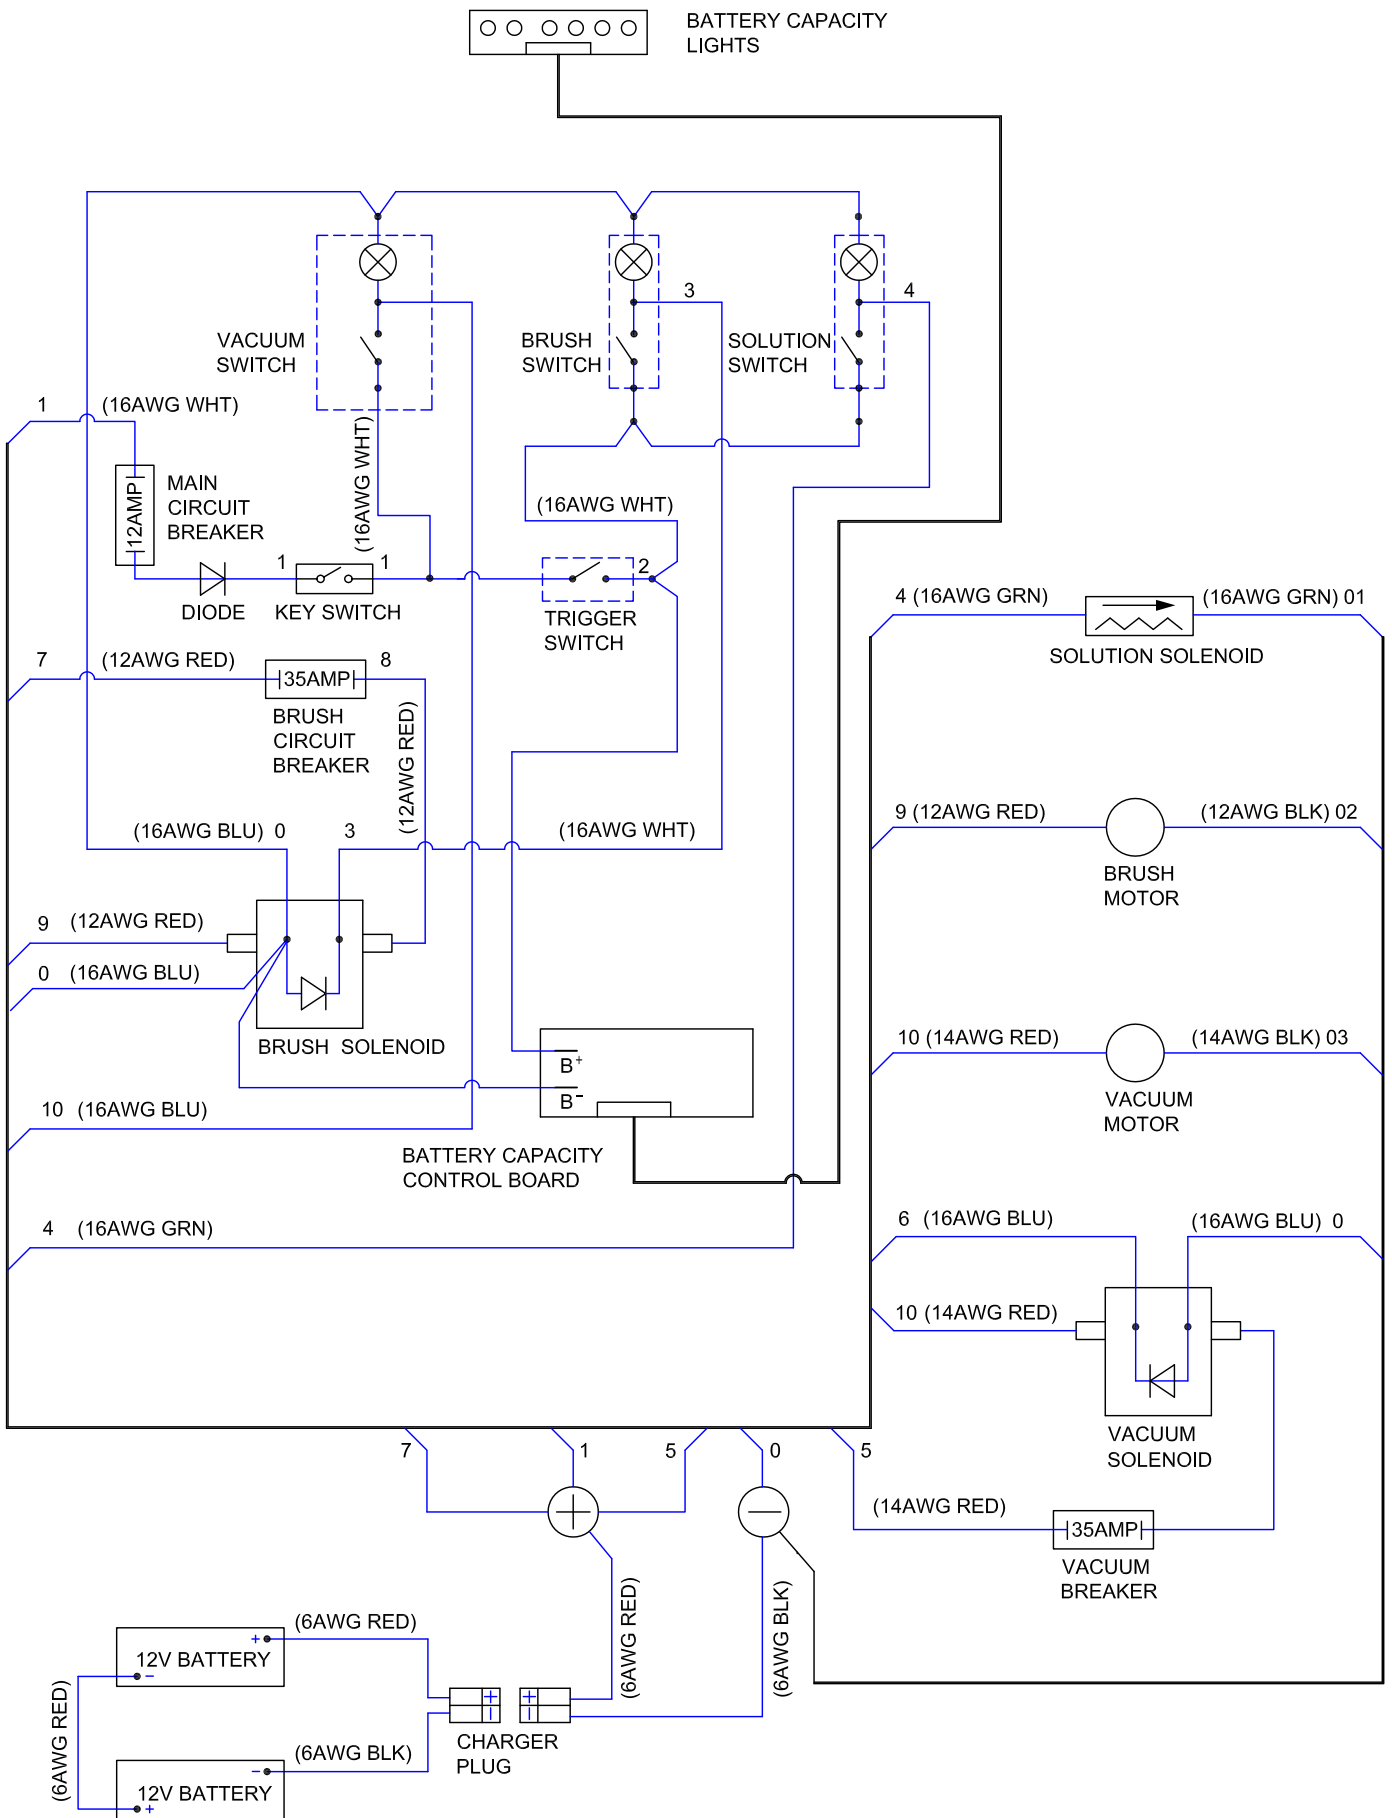 BATTERY CAPACITY
LIGHTS
3
4
VACUUM
SWITCH
BRUSH
SWITCH
SOLUTION
SWITCH
1 (16AWG WHT)
(16AWG WHT)
12AMP
MAIN
CIRCUIT
BREAKER
(16AWG WHT)
1 1
2
DIODE
KEY SWITCH
TRIGGER
SWITCH
4 (16AWG GRN)
(16AWG GRN) 01
SOLUTION SOLENOID
7 (12AWG RED)
35AMP
8
BRUSH
CIRCUIT
BREAKER
(12AWG RED)
(16AWG BLU) 0
3
(16AWG WHT)
9 (12AWG RED)
(12AWG BLK) 02
BRUSH
MOTOR
9 (12AWG RED)
0 (16AWG BLU)
BRUSH SOLENOID
B+
B-
10 (14AWG RED)
(14AWG BLK) 03
VACUUM
MOTOR
10 (16AWG BLU)
BATTERY CAPACITY
CONTROL BOARD
4 (16AWG GRN)
6 (16AWG BLU)
(16AWG BLU) 0
10 (14AWG RED)
VACUUM
SOLENOID
7
1
5
0
5
(14AWG RED)
35AMP
VACUUM
BREAKER
(6AWG RED)
(6AWG BLK)
(6AWG RED)
+
12V BATTERY
-
(6AWG RED)
+ +
- -
CHARGER
PLUG
(6AWG BLK)
-
12V BATTERY
+